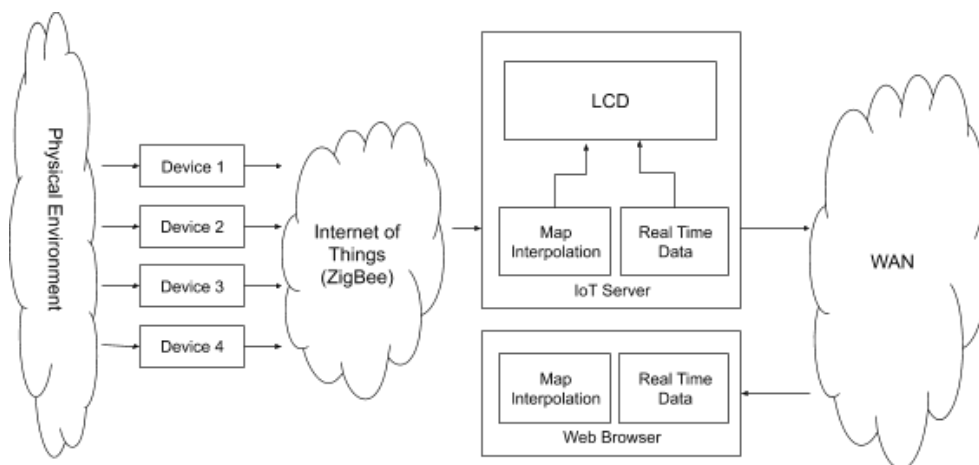 Physical Environment
Device 1
Device 2
Device 3
Device 4
Internet of
Things
(ZigBee)
LCD
Map
Interpolation
Real Time
Data
IoT Server
Map
Interpolation
Real Time
Data
Web Browser
WAN